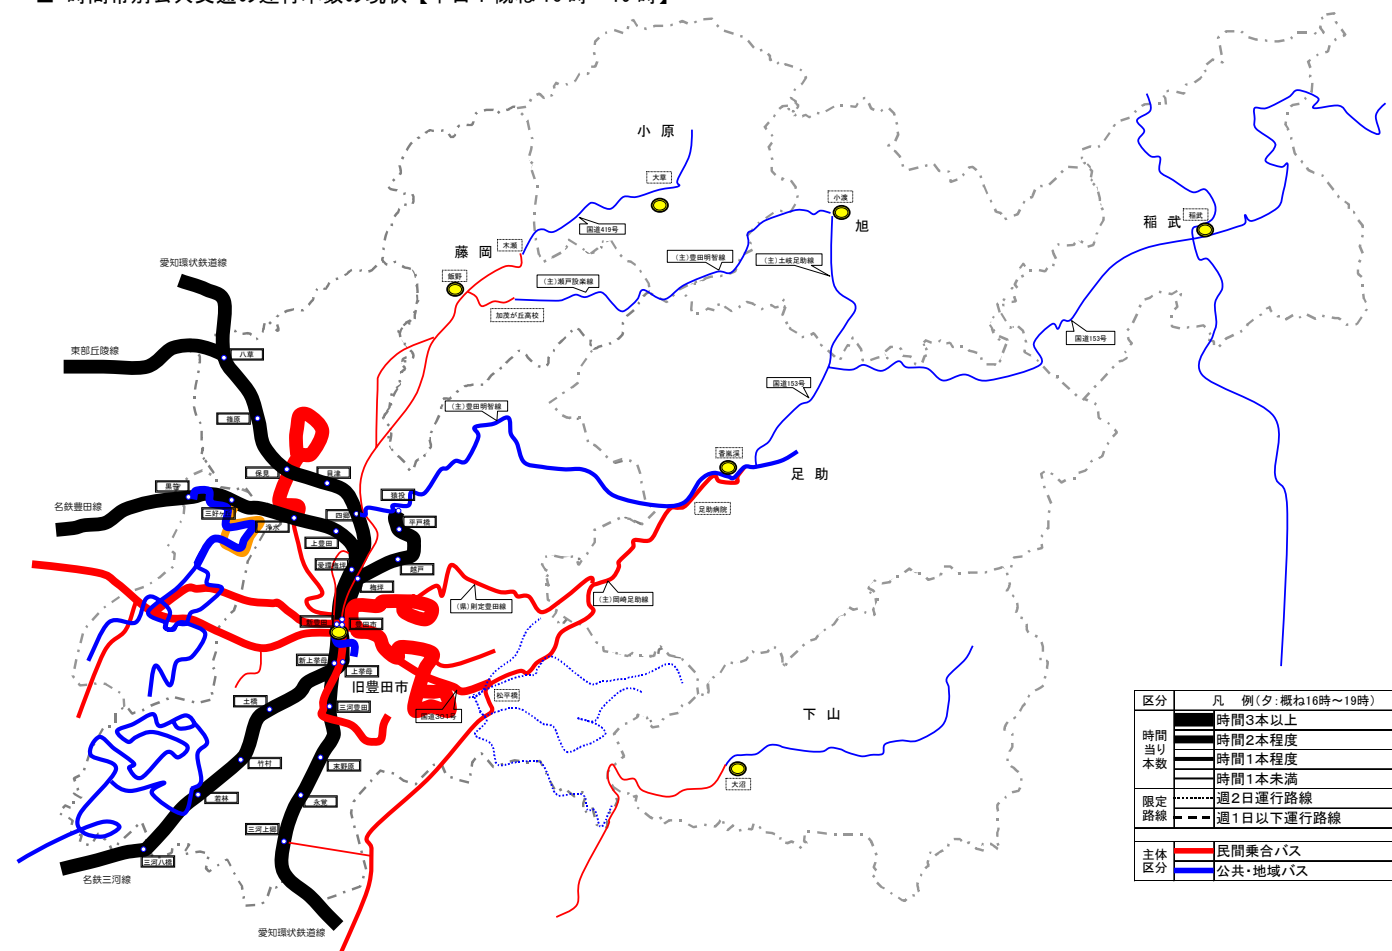 小 原
大草
小渡
旭
稲 武
稲武
国道419号
藤 岡
木瀬
(主)豊田明智線
(主)土岐足助線
愛知環状鉄道線
飯野
(主)瀬戸設楽線
加茂が丘高校
国道153号
東部丘陵線
八草
国道153号
(主)豊田明智線
篠原
香嵐渓
足 助
保見
貝津
黒笹
猿投
名鉄豊田線
三好ヶ
四郷
足助病院
浄水
平戸橋
上豊田
愛環梅坪
越戸
梅坪
(県)則定豊田線
(主)岡崎足助線
新豊田
豊田市
新上挙母
上挙母
旧豊田市
松平橋
土橋
三河豊田
国道301号
下 山
竹村
末野原
大沼
若林
永覚
三河上郷
三河八橋
名鉄三河線
愛知環状鉄道線
区分
凡 例(夕:概ね16時～19時)
時間当り本数
時間3本以上
時間2本程度
時間1本程度
時間1本未満
限定路線
週2日運行路線
週1日以下運行路線
主体区分
民間乗合バス
公共・地域バス